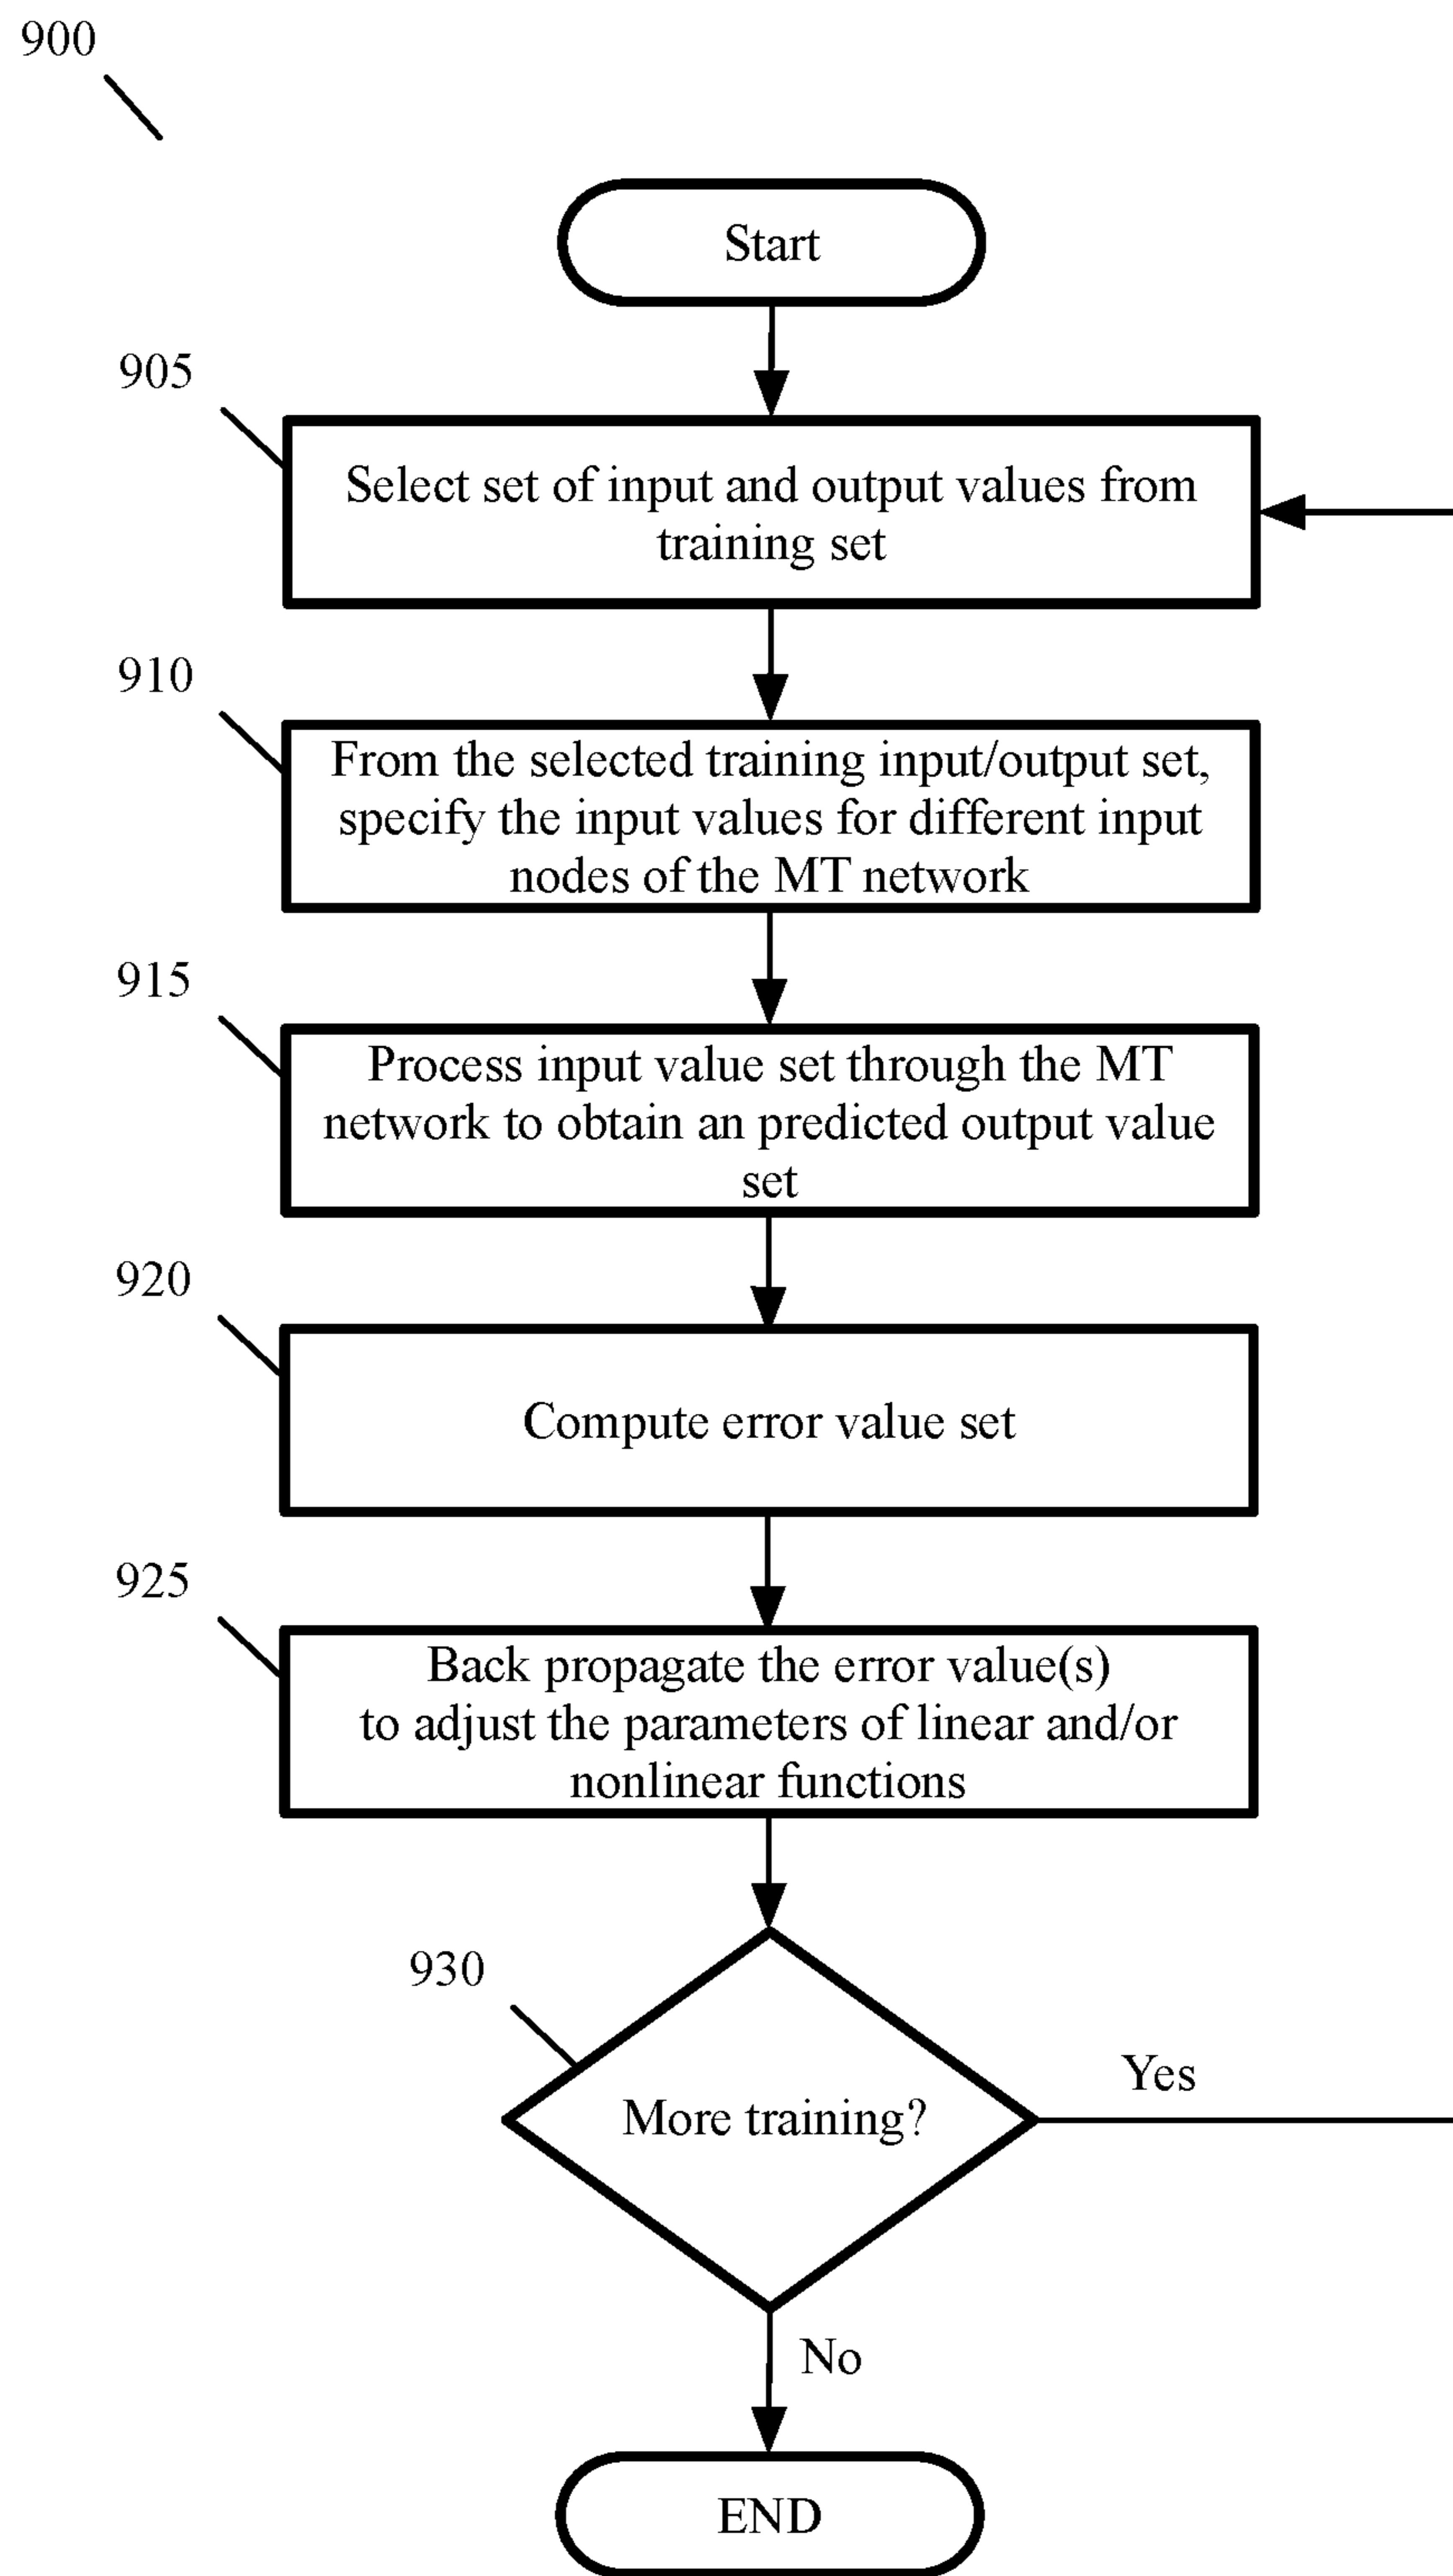 900
Start
905
Select set of input and output values from
training set
910
From the selected training input/output set,
specify the input values for different input
nodes of the MT network
915
Process input value set through the MT
network to obtain an predicted output value
set
920
Compute error value set
925
Back propagate the error value(s)
to adjust the parameters of linear and/or
nonlinear functions
930
More training?
Yes
No
END